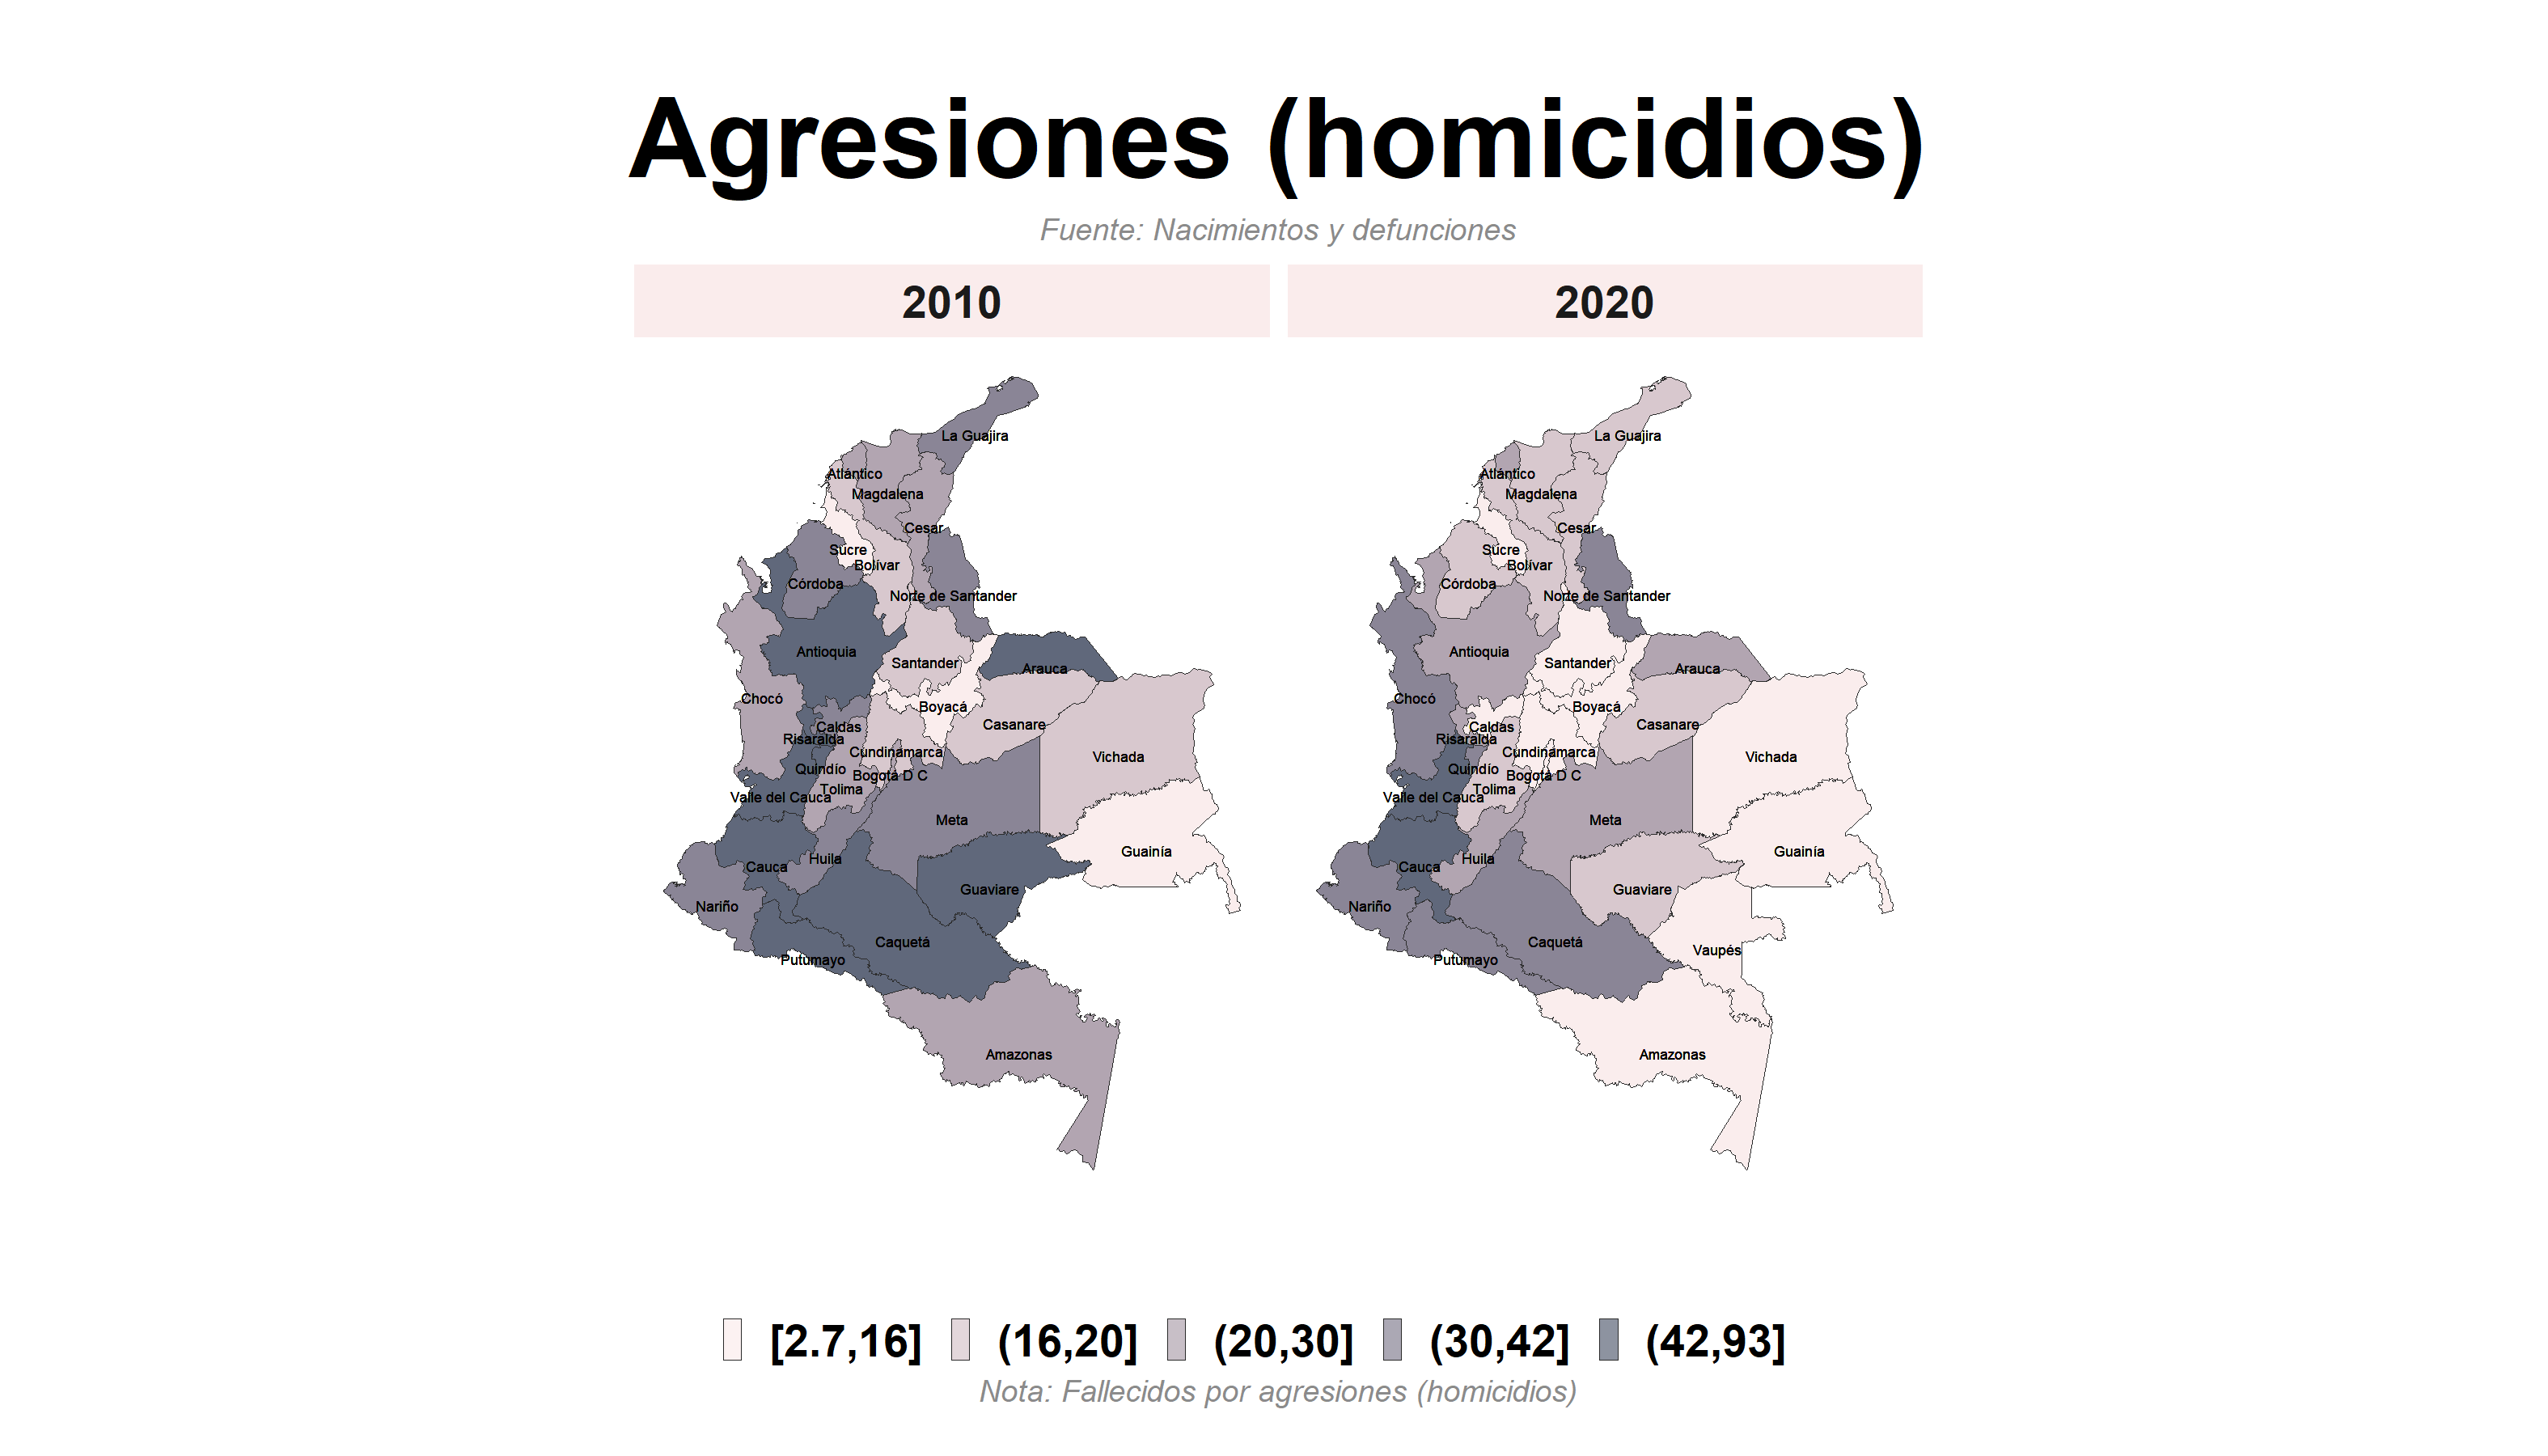 Agresiones (homicidios)
Fuente: Nacimientos y defunciones
2010
2020
La Guajira
Atlántico
Magdalena
Cesar
Sucre
Bolívar
Córdoba
Norte de Santander
Antioquia
Santander
Arauca
Chocó
Boyacá
Caldas
Casanare
Risaralda
Cundinamarca
Vichada
Quindío
Bogotá D C
Tolima
Valle del Cauca
Meta
Guainía
Huila
Cauca
Guaviare
Nariño
Caquetá
Putumayo
Amazonas
La Guajira
Atlántico
Magdalena
Cesar
Sucre
Bolívar
Córdoba
Norte de Santander
Antioquia
Santander
Arauca
Chocó
Boyacá
Caldas
Casanare
Risaralda
Cundinamarca
Vichada
Quindío
Bogotá D C
Tolima
Valle del Cauca
Meta
Guainía
Huila
Cauca
Guaviare
Nariño
Caquetá
Vaupés
Putumayo
Amazonas
[2.7,16] (16,20] (20,30] (30,42] (42,93]
Nota: Fallecidos por agresiones (homicidios)